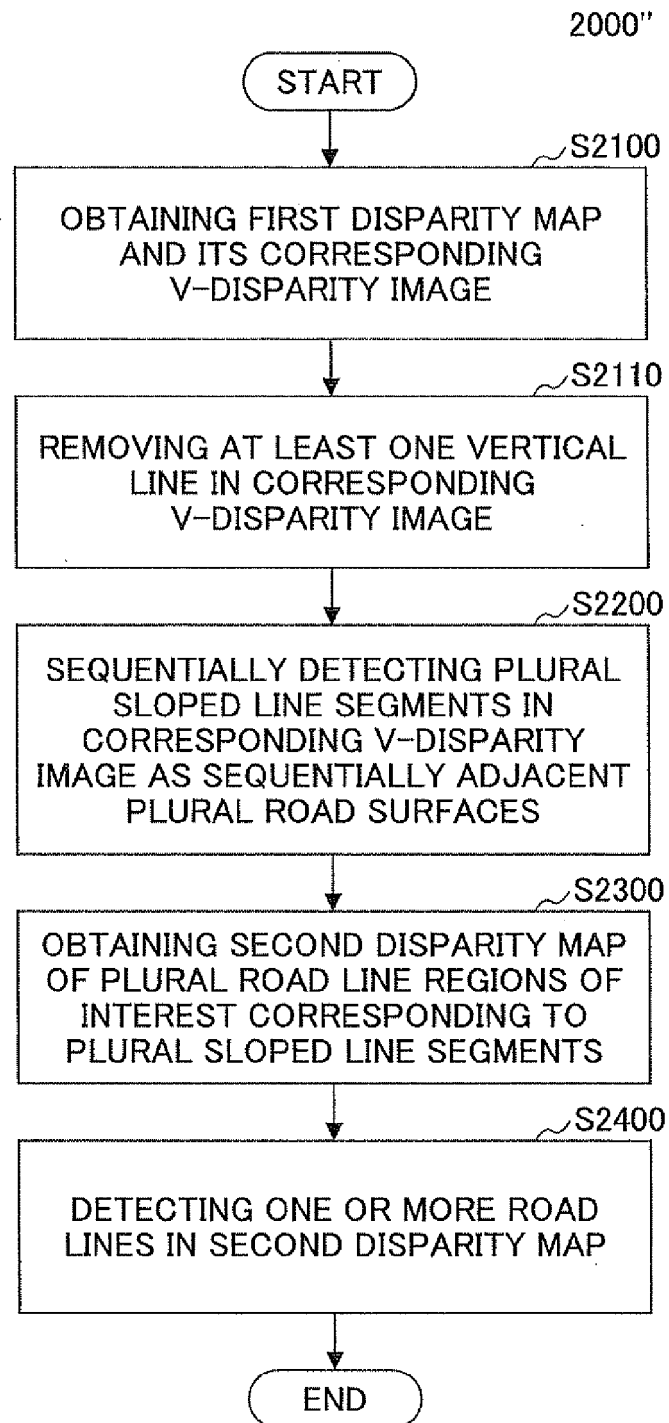 2000"
START
S2100
OBTAINING FIRST DISPARITY MAP
AND ITS CORRESPONDING
V-DISPARITY IMAGE
S2110
REMOVING AT LEAST ONE VERTICAL
LINE IN CORRESPONDING
V-DISPARITY IMAGE
S2200
SEQUENTIALLY DETECTING PLURAL
SLOPED LINE SEGMENTS IN
CORRESPONDING V-DISPARITY
IMAGE AS SEQUENTIALLY ADJACENT
PLURAL ROAD SURFACES
S2300
OBTAINING SECOND DISPARITY MAP
OF PLURAL ROAD LINE REGIONS OF
INTEREST CORRESPONDING TO
PLURAL SLOPED LINE SEGMENTS
S2400
DETECTING ONE OR MORE ROAD
LINES IN SECOND DISPARITY MAP
END